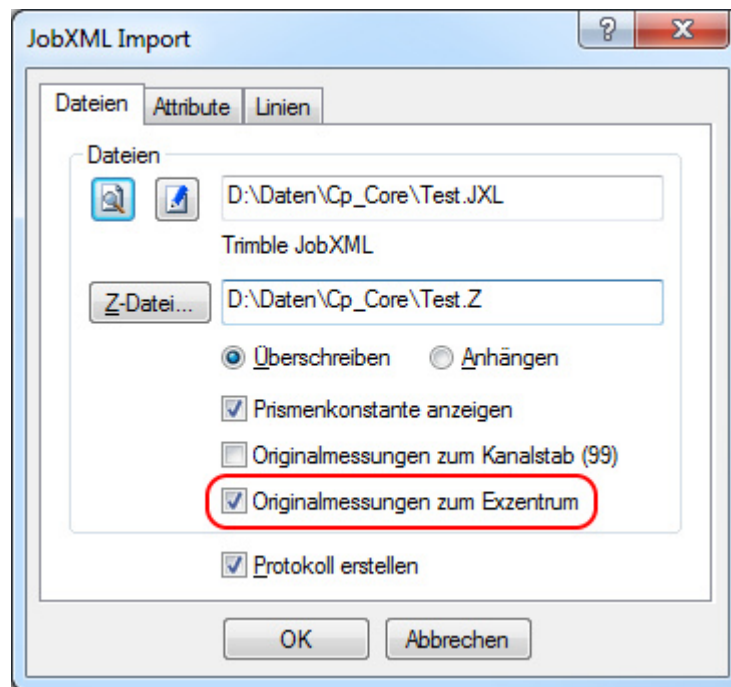 JobXML Import
Dateien Attribute Linien
Dateien
D:\Daten\Cp_Core\Test.JXL
Trimble JobXML
Z-Datei... D:\Daten\Cp_Core\Test.Z
Überschreiben Anhängen
Prismenkonstante anzeigen
Originalmessungen zum Kanalstab (99)
Originalmessungen zum Exzentrum
Protokoll erstellen
OK Abbrechen